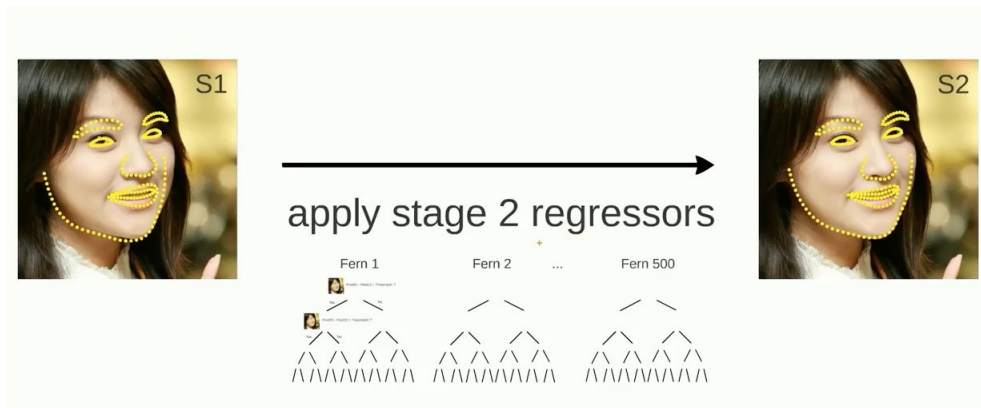 S1
S2
apply stage 2 regressors
Fern 1
Fern 2
...
Fern 500